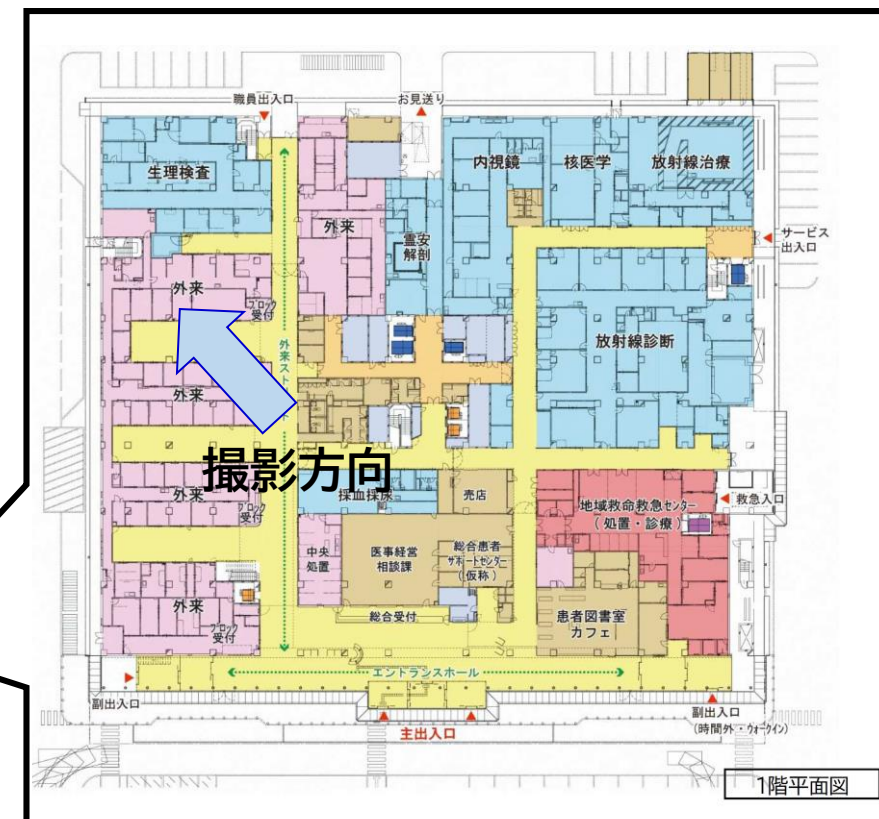 職員出入口
お見送り
生理検査
内視鏡
核医学
放射線治療
外来
霊安
解剖
サービス
出入口
外来
ブロック
受付
放射線診断
外来
撮影方向
採血採尿
売店
外来
ブロック
受付
地域救命救急センター
(処置・診療)
救急入口
中央
処置
医事経営
相談課
総合患者
サポートセンター
(仮称)
外来
ブロック
受付
総合受付
患者図書室
カフェ
エントランスホール
副出入口
主出入口
副出入口
(時間外・ウォークイン)
1階平面図